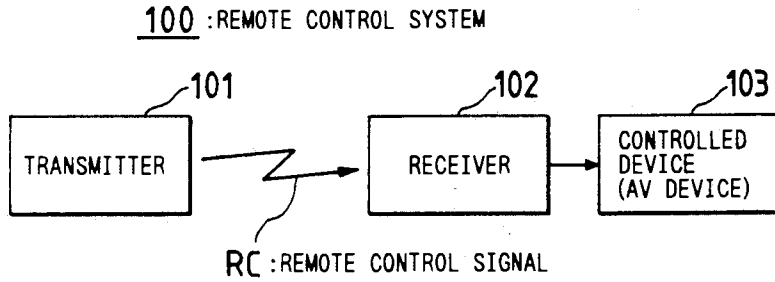 100 :REMOTE CONTROL SYSTEM
101
102
103
TRANSMITTER
RECEIVER
CONTROLLED
DEVICE
(AV DEVICE)
RC :REMOTE CONTROL SIGNAL